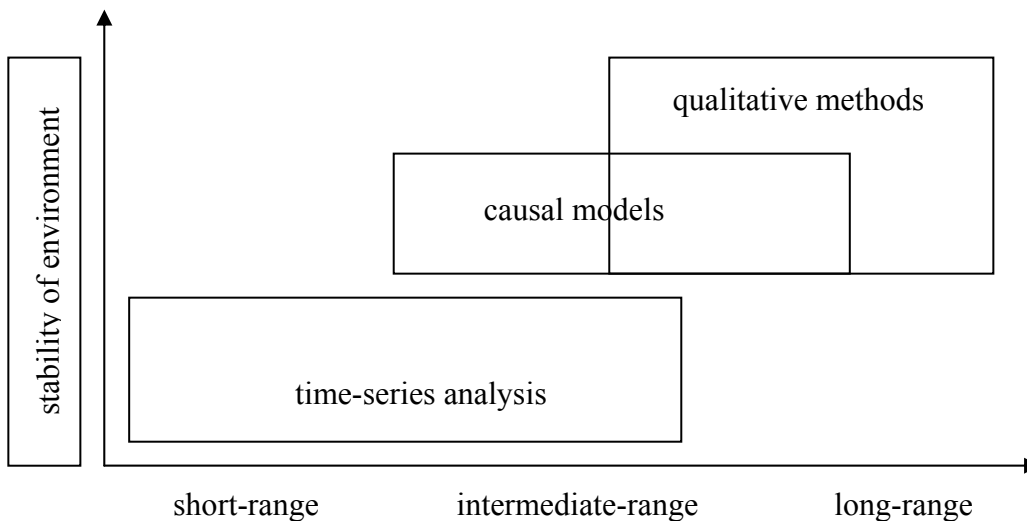 qualitative methods
causal models
stability of environment
time-series analysis
short-range intermediate-range long-range